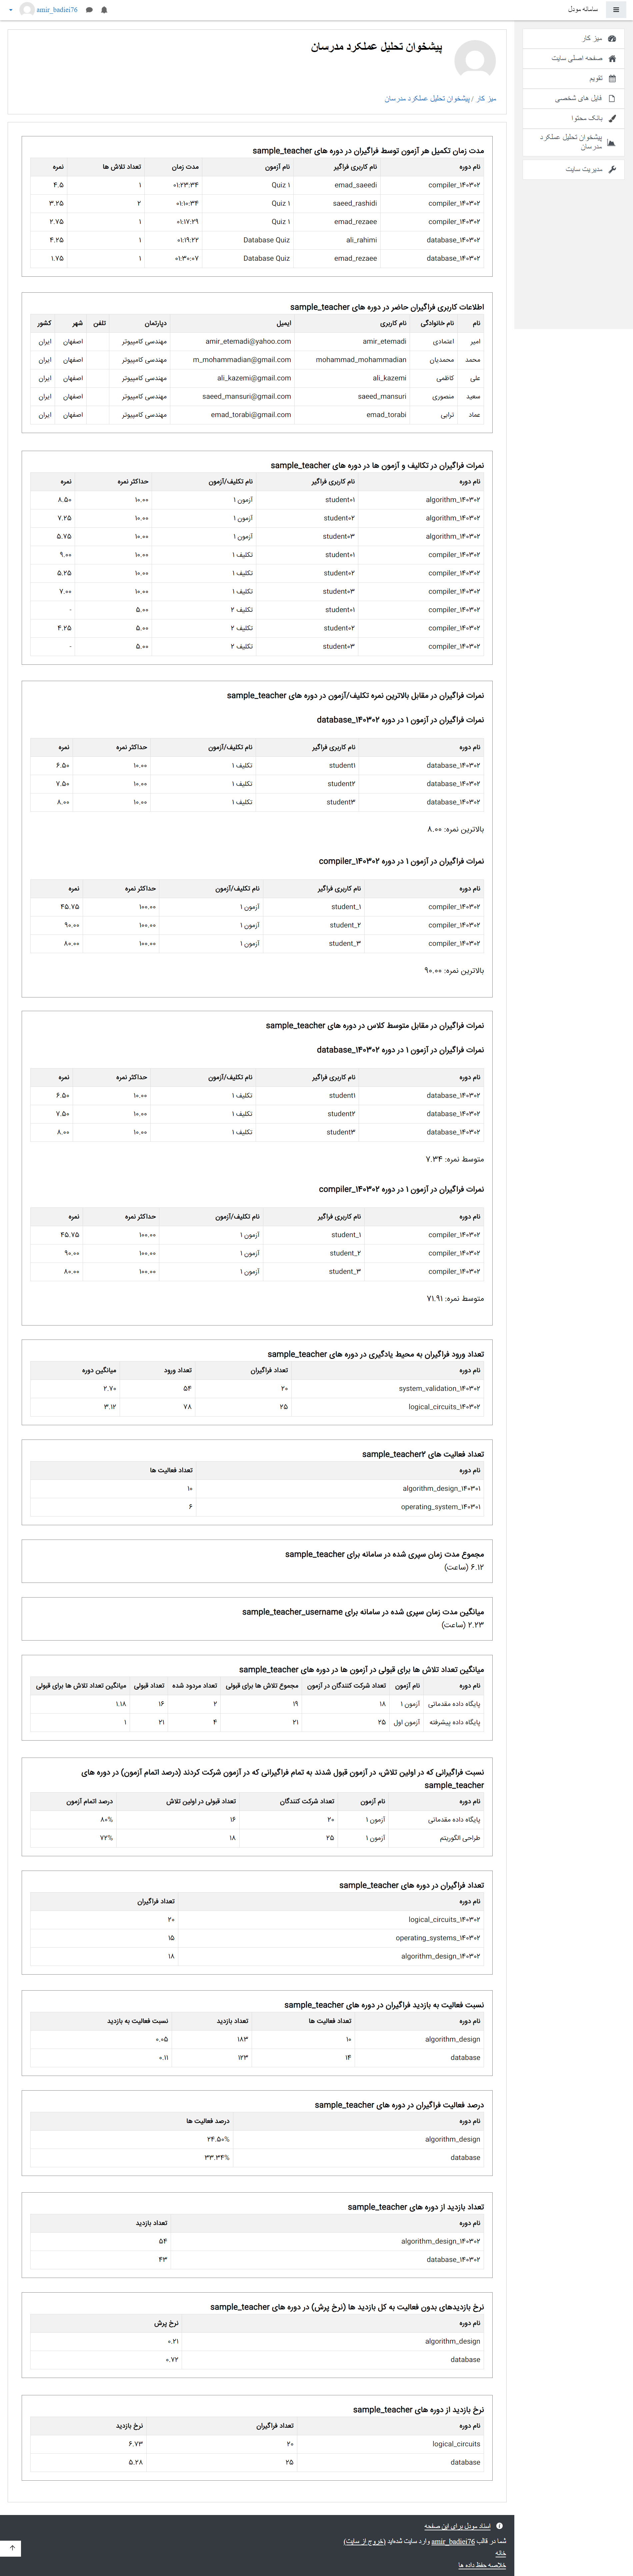 سامانه مودل
amir_badiei76
میز کار
صفحه اصلی سایت
تقویم
فایل های شخصی
بانک محتوا
پیشخوان تحلیل عملکرد
مدرسان
مدیریت سایت
پیشخوان تحلیل عملکرد مدرسان
میز کار / پیشخوان تحلیل عملکرد مدرسان
مدت زمان تکمیل هر آزمون توسط فراگیران در دوره های sample_teacher
نام دوره نام کاربری فراگیر نام آزمون مدت زمان تعداد تلاش ها نمره
compiler_۱۴۰۳۰۲ emad_saeedi Quiz ۱ ۰۱:۲۳:۳۴ ۱ ۴.۵
compiler_۱۴۰۳۰۲ saeed_rashidi Quiz ۱ ۰۱:۱۰:۳۴ ۲ ۳.۲۵
compiler_۱۴۰۳۰۲ emad_rezaee Quiz ۱ ۰۱:۱۷:۲۹ ۱ ۲.۷۵
database_۱۴۰۳۰۲ ali_rahimi Database Quiz ۰۱:۱۹:۲۲ ۱ ۴.۲۵
database_۱۴۰۳۰۲ emad_rezaee Database Quiz ۰۱:۳۰:۰۷ ۱ ۱.۷۵
اطلاعات کاربری فراگیران حاضر در دوره های sample_teacher
نام نام خانوادگی نام کاربری ایمیل دپارتمان تلفن شهر کشور
امیر اعتمادی amir_etemadi amir_etemadi@yahoo.com مهندسی کامپیوتر اصفهان ایران
محمد محمدیان mohammad_mohammadian m_mohammadian@gmail.com مهندسی کامپیوتر اصفهان ایران
علی کاظمی ali_kazemi ali_kazemi@gmail.com مهندسی کامپیوتر اصفهان ایران
سعید منصوری saeed_mansuri saeed_mansuri@gmail.com مهندسی کامپیوتر اصفهان ایران
عماد ترابی emad_torabi emad_torabi@gmail.com مهندسی کامپیوتر اصفهان ایران
نمرات فراگیران در تکالیف و آزمون ها در دوره های sample_teacher
نام دوره نام کاربری فراگیر نام تکلیف/آزمون حداکثر نمره نمره
algorithm_۱۴۰۳۰۲ student۰۱ آزمون ۱ ۱۰.۰۰ ۸.۵۰
algorithm_۱۴۰۳۰۲ student۰۲ آزمون ۱ ۱۰.۰۰ ۷.۲۵
algorithm_۱۴۰۳۰۲ student۰۳ آزمون ۱ ۱۰.۰۰ ۵.۷۵
compiler_۱۴۰۳۰۲ student۰۱ تکلیف ۱ ۱۰.۰۰ ۹.۰۰
compiler_۱۴۰۳۰۲ student۰۲ تکلیف ۱ ۱۰.۰۰ ۵.۲۵
compiler_۱۴۰۳۰۲ student۰۳ تکلیف ۱ ۱۰.۰۰ ۷.۰۰
compiler_۱۴۰۳۰۲ student۰۱ تکلیف ۲ ۵.۰۰ -
compiler_۱۴۰۳۰۲ student۰۲ تکلیف ۲ ۵.۰۰ ۴.۲۵
compiler_۱۴۰۳۰۲ student۰۳ تکلیف ۲ ۵.۰۰ -
نمرات فراگیران در مقابل بالاترین نمره تکلیف/آزمون در دوره های sample_teacher
نمرات فراگیران در آزمون ۱ در دوره database_۱۴۰۳۰۲
نام دوره نام کاربری فراگیر نام تکلیف/آزمون حداکثر نمره نمره
database_۱۴۰۳۰۲ student۱ تکلیف ۱ ۱۰.۰۰ ۶.۵۰
database_۱۴۰۳۰۲ student۲ تکلیف ۱ ۱۰.۰۰ ۷.۵۰
database_۱۴۰۳۰۲ student۳ تکلیف ۱ ۱۰.۰۰ ۸.۰۰
بالاترین نمره: ۸.۰۰
نمرات فراگیران در آزمون ۱ در دوره compiler_۱۴۰۳۰۲
نام دوره نام کاربری فراگیر نام تکلیف/آزمون حداکثر نمره نمره
compiler_۱۴۰۳۰۲ student_۱ آزمون ۱ ۱۰۰.۰۰ ۴۵.۷۵
compiler_۱۴۰۳۰۲ student_۲ آزمون ۱ ۱۰۰.۰۰ ۹۰.۰۰
compiler_۱۴۰۳۰۲ student_۳ آزمون ۱ ۱۰۰.۰۰ ۸۰.۰۰
بالاترین نمره: ۹۰.۰۰
نمرات فراگیران در مقابل متوسط کلاس در دوره های sample_teacher
نمرات فراگیران در آزمون ۱ در دوره database_۱۴۰۳۰۲
نام دوره نام کاربری فراگیر نام تکلیف/آزمون حداکثر نمره نمره
database_۱۴۰۳۰۲ student۱ تکلیف ۱ ۱۰.۰۰ ۶.۵۰
database_۱۴۰۳۰۲ student۲ تکلیف ۱ ۱۰.۰۰ ۷.۵۰
database_۱۴۰۳۰۲ student۳ تکلیف ۱ ۱۰.۰۰ ۸.۰۰
متوسط نمره: ۷.۳۴
نمرات فراگیران در آزمون ۱ در دوره compiler_۱۴۰۳۰۲
نام دوره نام کاربری فراگیر نام تکلیف/آزمون حداکثر نمره نمره
compiler_۱۴۰۳۰۲ student_۱ آزمون ۱ ۱۰۰.۰۰ ۴۵.۷۵
compiler_۱۴۰۳۰۲ student_۲ آزمون ۱ ۱۰۰.۰۰ ۹۰.۰۰
compiler_۱۴۰۳۰۲ student_۳ آزمون ۱ ۱۰۰.۰۰ ۸۰.۰۰
متوسط نمره: ۷۱.۹۱
تعداد ورود فراگیران به محیط یادگیری در دوره های sample_teacher
نام دوره تعداد فراگیران تعداد ورود میانگین دوره
system_validation_۱۴۰۳۰۲ ۲۰ ۵۴ ۲.۷۰
logical_circuits_۱۴۰۳۰۲ ۲۵ ۷۸ ۳.۱۲
تعداد فعالیت های sample_teacher۲
نام دوره تعداد فعالیت ها
algorithm_design_۱۴۰۳۰۱ ۱۰
operating_system_۱۴۰۳۰۱ ۶
مجموع مدت زمان سپری شده در سامانه برای sample_teacher
۶.۱۲ (ساعت)
میانگین مدت زمان سپری شده در سامانه برای sample_teacher_username
۲.۲۳ (ساعت)
میانگین تعداد تلاش ها برای قبولی در آزمون ها در دوره های sample_teacher
نام دوره نام آزمون تعداد شرکت کنندگان در آزمون مجموع تلاش ها برای قبولی تعداد مردود شده تعداد قبولی میانگین تعداد تلاش ها برای قبولی
پایگاه داده مقدماتی آزمون ۱ ۱۸ ۱۹ ۲ ۱۶ ۱.۱۸
پایگاه داده پیشرفته آزمون اول ۲۵ ۲۱ ۴ ۲۱ ۱
نسبت فراگیرانی که در اولین تلاش، در آزمون قبول شدند به تمام فراگیرانی که در آزمون شرکت کردند (درصد اتمام آزمون) در دوره های
sample_teacher
نام دوره نام آزمون تعداد شرکت کنندگان تعداد قبولی در اولین تلاش درصد اتمام آزمون
پایگاه داده مقدماتی آزمون ۱ ۲۰ ۱۶ ۸۰%
طراحی الگوریتم آزمون ۱ ۲۵ ۱۸ ۷۲%
تعداد فراگیران در دوره های sample_teacher
نام دوره تعداد فراگیران
logical_circuits_۱۴۰۳۰۲ ۲۰
operating_systems_۱۴۰۳۰۲ ۱۵
algorithm_design_۱۴۰۳۰۲ ۱۸
نسبت فعالیت به بازدید فراگیران در دوره های sample_teacher
نام دوره تعداد فعالیت ها تعداد بازدید نسبت فعالیت به بازدید
algorithm_design ۱۰ ۱۸۳ ۰.۰۵
database ۱۴ ۱۲۳ ۰.۱۱
درصد فعالیت فراگیران در دوره های sample_teacher
نام دوره درصد فعالیت ها
algorithm_design ۲۴.۵۰%
database ۳۳.۳۴%
تعداد بازدید از دوره های sample_teacher
نام دوره تعداد بازدید
algorithm_design_۱۴۰۳۰۲ ۵۴
database_۱۴۰۳۰۲ ۴۳
نرخ بازدیدهای بدون فعالیت به کل بازدید ها (نرخ پرش) در دوره های sample_teacher
نام دوره نرخ پرش
algorithm_design ۰.۲۱
database ۰.۷۲
نرخ بازدید از دوره های sample_teacher
نام دوره تعداد فراگیران نرخ بازدید
logical_circuits ۲۰ ۶.۷۳
database ۲۵ ۵.۲۸
اسناد مودل برای این صفحه
شما در قالب amir_badiei76 وارد سایت شده‌اید (خروج از سایت)
خانه
خلاصه حفظ داده ها